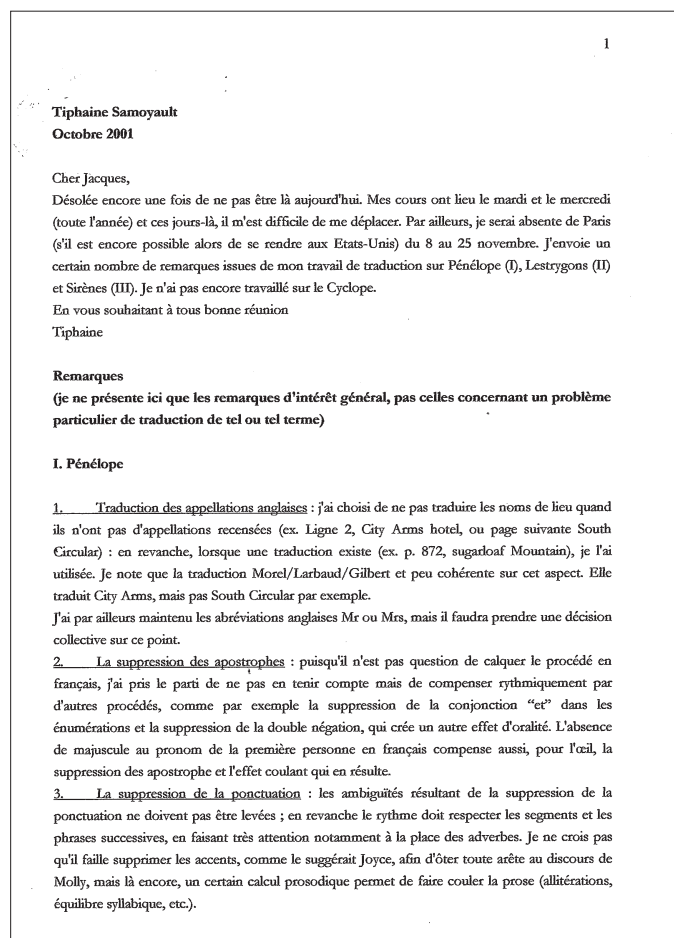 1
Tiphaine Samoyault
Octobre 2001
Cher Jacques,
Désolée encore une fois de ne pas être là aujourd'hui. Mes cours ont lieu le mardi et le mercredi
(toute l'année) et ces jours-là, il m'est difficile de me déplacer. Par ailleurs, je serai absente de Paris
(s'il est encore possible alors de se rendre aux Etats-Unis) du 8 au 25 novembre. J'envoie un
certain nombre de remarques issues de mon travail de traduction sur Pénélope (I), Lestrygons (II)
et Sirènes (III). Je n'ai pas encore travaillé sur le Cyclope.
En vous souhaitant à tous bonne réunion
Tiphaine
Remarques
(je ne présente ici que les remarques d'intérêt général, pas celles concernant un problème
particulier de traduction de tel ou tel terme)
I. Pénélope
1. Traduction des appellations anglaises : j'ai choisi de ne pas traduire les noms de lieu quand
ils n'ont pas d'appellations recensées (ex. Ligne 2, City Arms hotel, ou page suivante South
Circular) : en revanche, lorsque une traduction existe (ex. p. 872, sugarloaf Mountain), je l'ai
utilisée. Je note que la traduction Morel/Larbaud/Gilbert et peu cohérente sur cet aspect. Elle
traduit City Arms, mais pas South Circular par exemple.
J'ai par ailleurs maintenu les abréviations anglaises Mr ou Mrs, mais il faudra prendre une décision
collective sur ce point.
2. La suppression des apostrophes : puisqu'il n'est pas question de calquer le procédé en
français, j'ai pris le parti de ne pas en tenir compte mais de compenser rythmiquement par
d'autres procédés, comme par exemple la suppression de la conjonction "et" dans les
énumérations et la suppression de la double négation, qui crée un autre effet d'oralité. L'absence
de majuscule au pronom de la première personne en français compense aussi, pour l'œil, la
suppression des apostrophe et l'effet coulant qui en résulte.
3. La suppression de la ponctuation : les ambiguïtés résultant de la suppression de la
ponctuation ne doivent pas être levées ; en revanche le rythme doit respecter les segments et les
phrases successives, en faisant très attention notamment à la place des adverbes. Je ne crois pas
qu'il faille supprimer les accents, comme le suggérait Joyce, afin d'ôter toute arête au discours de
Molly, mais là encore, un certain calcul prosodique permet de faire couler la prose (allitérations,
équilibre syllabique, etc.).